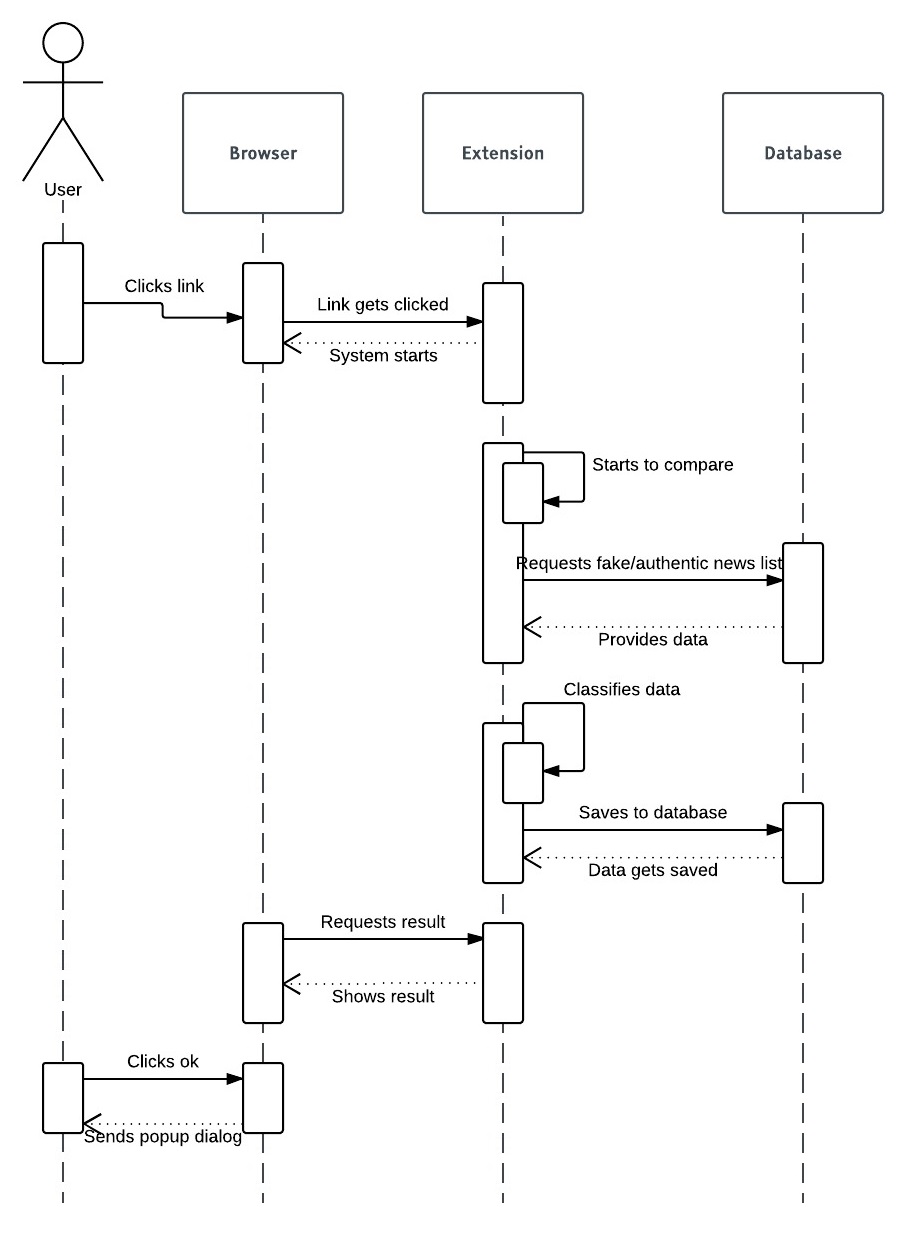 Browser
Extension
Database
User
Clicks link
Link gets clicked
System starts
Starts to compare
Requests fake/authentic news list
Provides data
Classifies data
Saves to database
Data gets saved
Requests result
Shows result
Clicks ok
Sends popup dialog